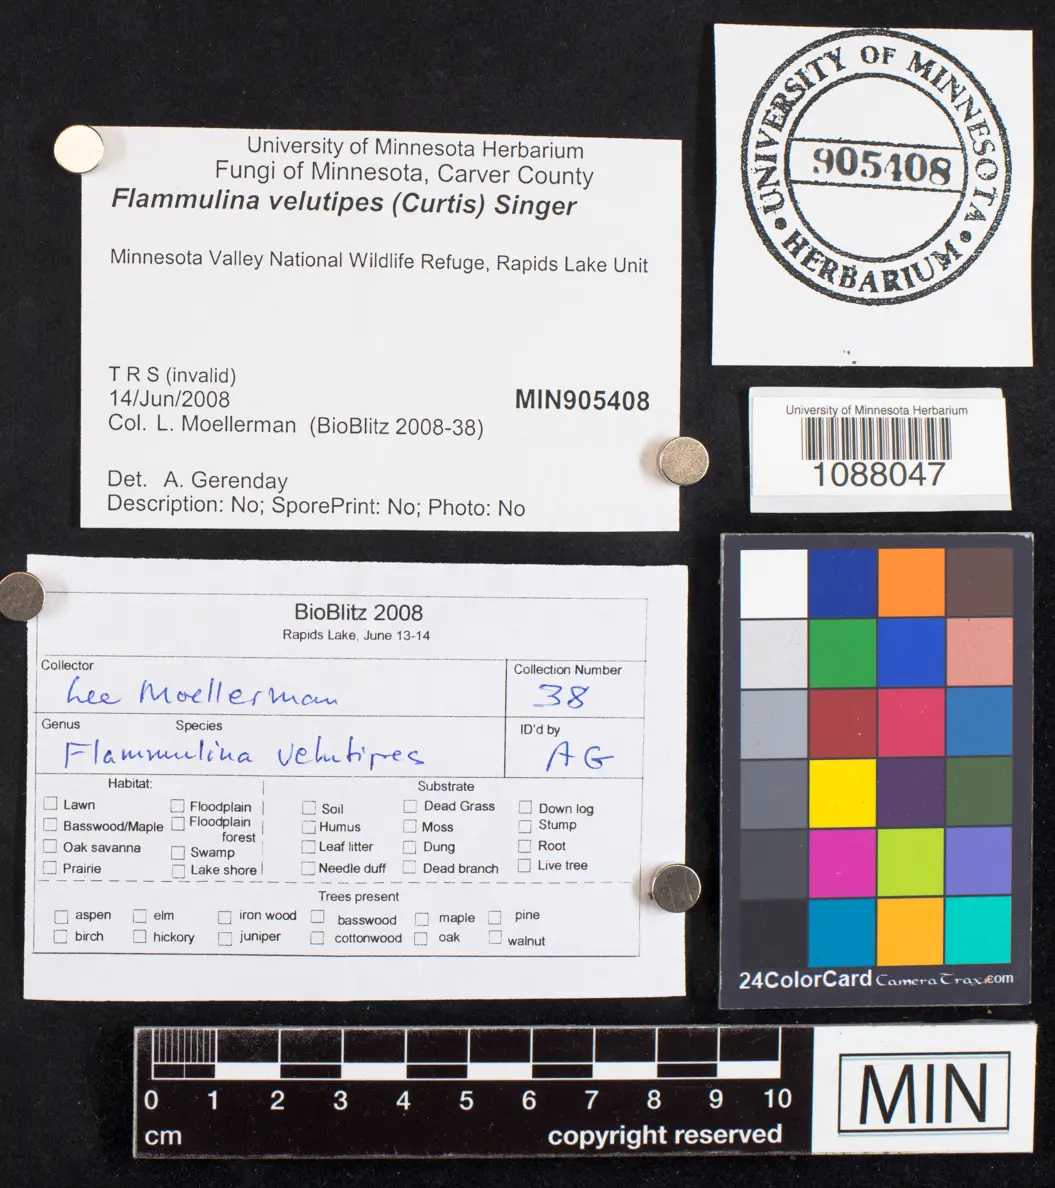 University of Minnesota Herbarium
Fungi of Minnesota, Carver County
Flammulina velutipes (Curtis) Singer
Minnesota Valley National Wildlife Refuge, Rapids Lake Unit
T R S (invalid)
14/Jun/2008
MIN905408
Col. L. Moellerman (BioBlitz 2008-38)
Det. A. Gerenday
Description: No; SporePrint: No; Photo: No
UNIVERSITY OF MINNESOTA
905408
• HERBARIUM •
University of Minnesota Herbarium
1088047
BioBlitz 2008
Rapids Lake, June 13-14
Collector
Lee Moellerman
Collection Number
38
Genus Species
Flammulina velutipes
ID'd by
AG
Habitat:
Lawn Floodplain
Basswood/Maple Floodplain forest
Oak savanna Swamp
Prairie Lake shore
Substrate
Soil Dead Grass Down log
Humus Moss Stump
Leaf litter Dung Root
Needle duff Dead branch Live tree
Trees present
aspen elm iron wood basswood maple pine
birch hickory juniper cottonwood oak walnut
24ColorCard CameraTrax.com
0 1 2 3 4 5 6 7 8 9 10
cm copyright reserved
MIN